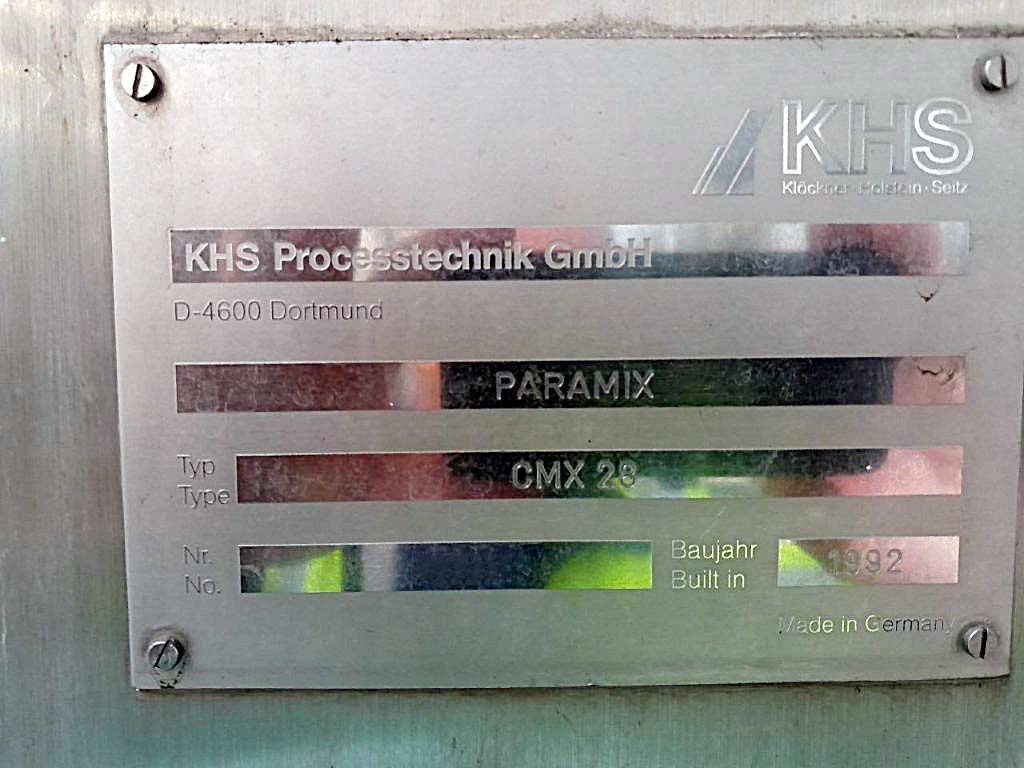 KHS
Klöckner·Holstein·Seitz
KHS Processtechnik GmbH
D-4600 Dortmund
PARAMIX
Typ
Type
CMX 28
Nr.
No.
Baujahr
Built in
1992
Made in Germany